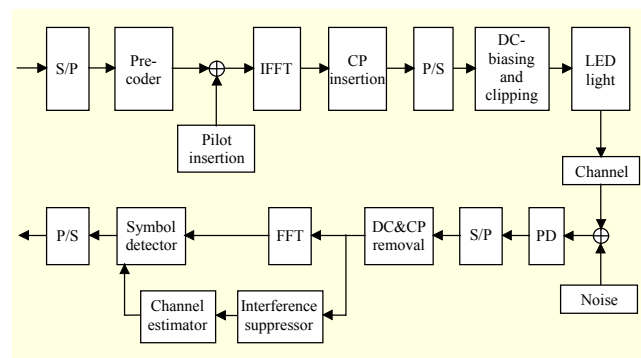 S/P
Pre-
coder
IFFT
CP
insertion
P/S
DC-
biasing
and
clipping
LED
light
Pilot
insertion
Channel
P/S
Symbol
detector
FFT
DC&CP
removal
S/P
PD
Channel
estimator
Interference
suppressor
Noise